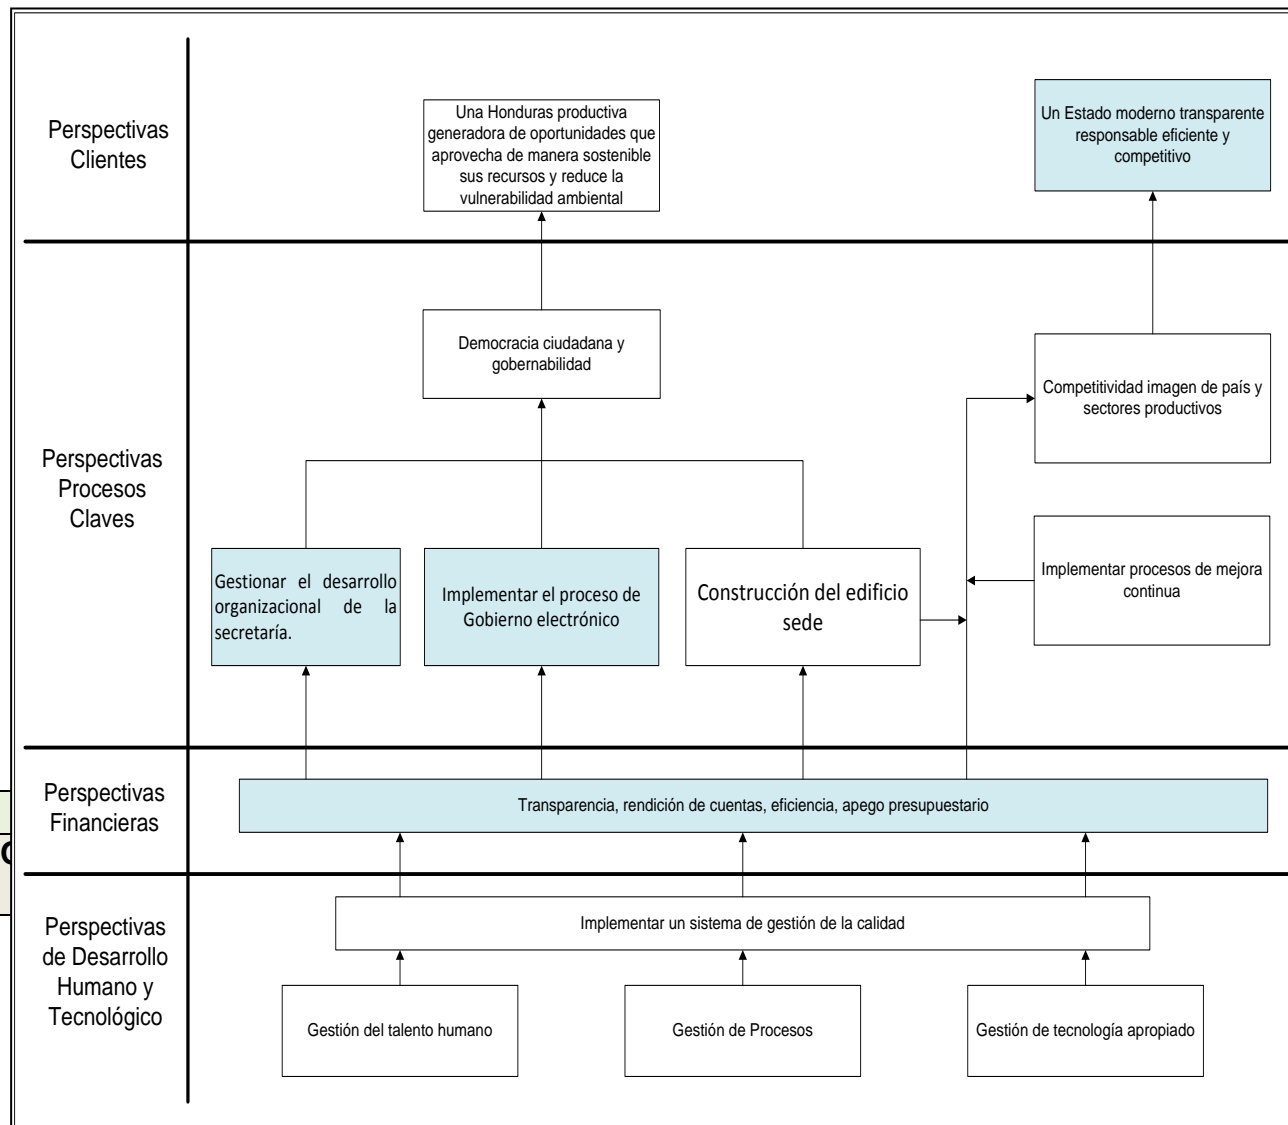 Perspectivas
Clientes
Una Honduras productiva
generadora de oportunidades que
aprovecha de manera sostenible
sus recursos y reduce la
vulnerabilidad ambiental
Un Estado moderno transparente
responsable eficiente y
competitivo
Perspectivas
Procesos
Claves
Democracia ciudadana y
gobernabilidad
Competitividad imagen de país y
sectores productivos
Gestionar el desarrollo
organizacional de la
secretaría.
Implementar el proceso de
Gobierno electrónico
Construcción del edificio
sede
Implementar procesos de mejora
continua
Perspectivas
Financieras
Transparencia, rendición de cuentas, eficiencia, apego presupuestario
Perspectivas
de Desarrollo
Humano y
Tecnológico
Implementar un sistema de gestión de la calidad
Gestión del talento humano
Gestión de Procesos
Gestión de tecnología apropiado